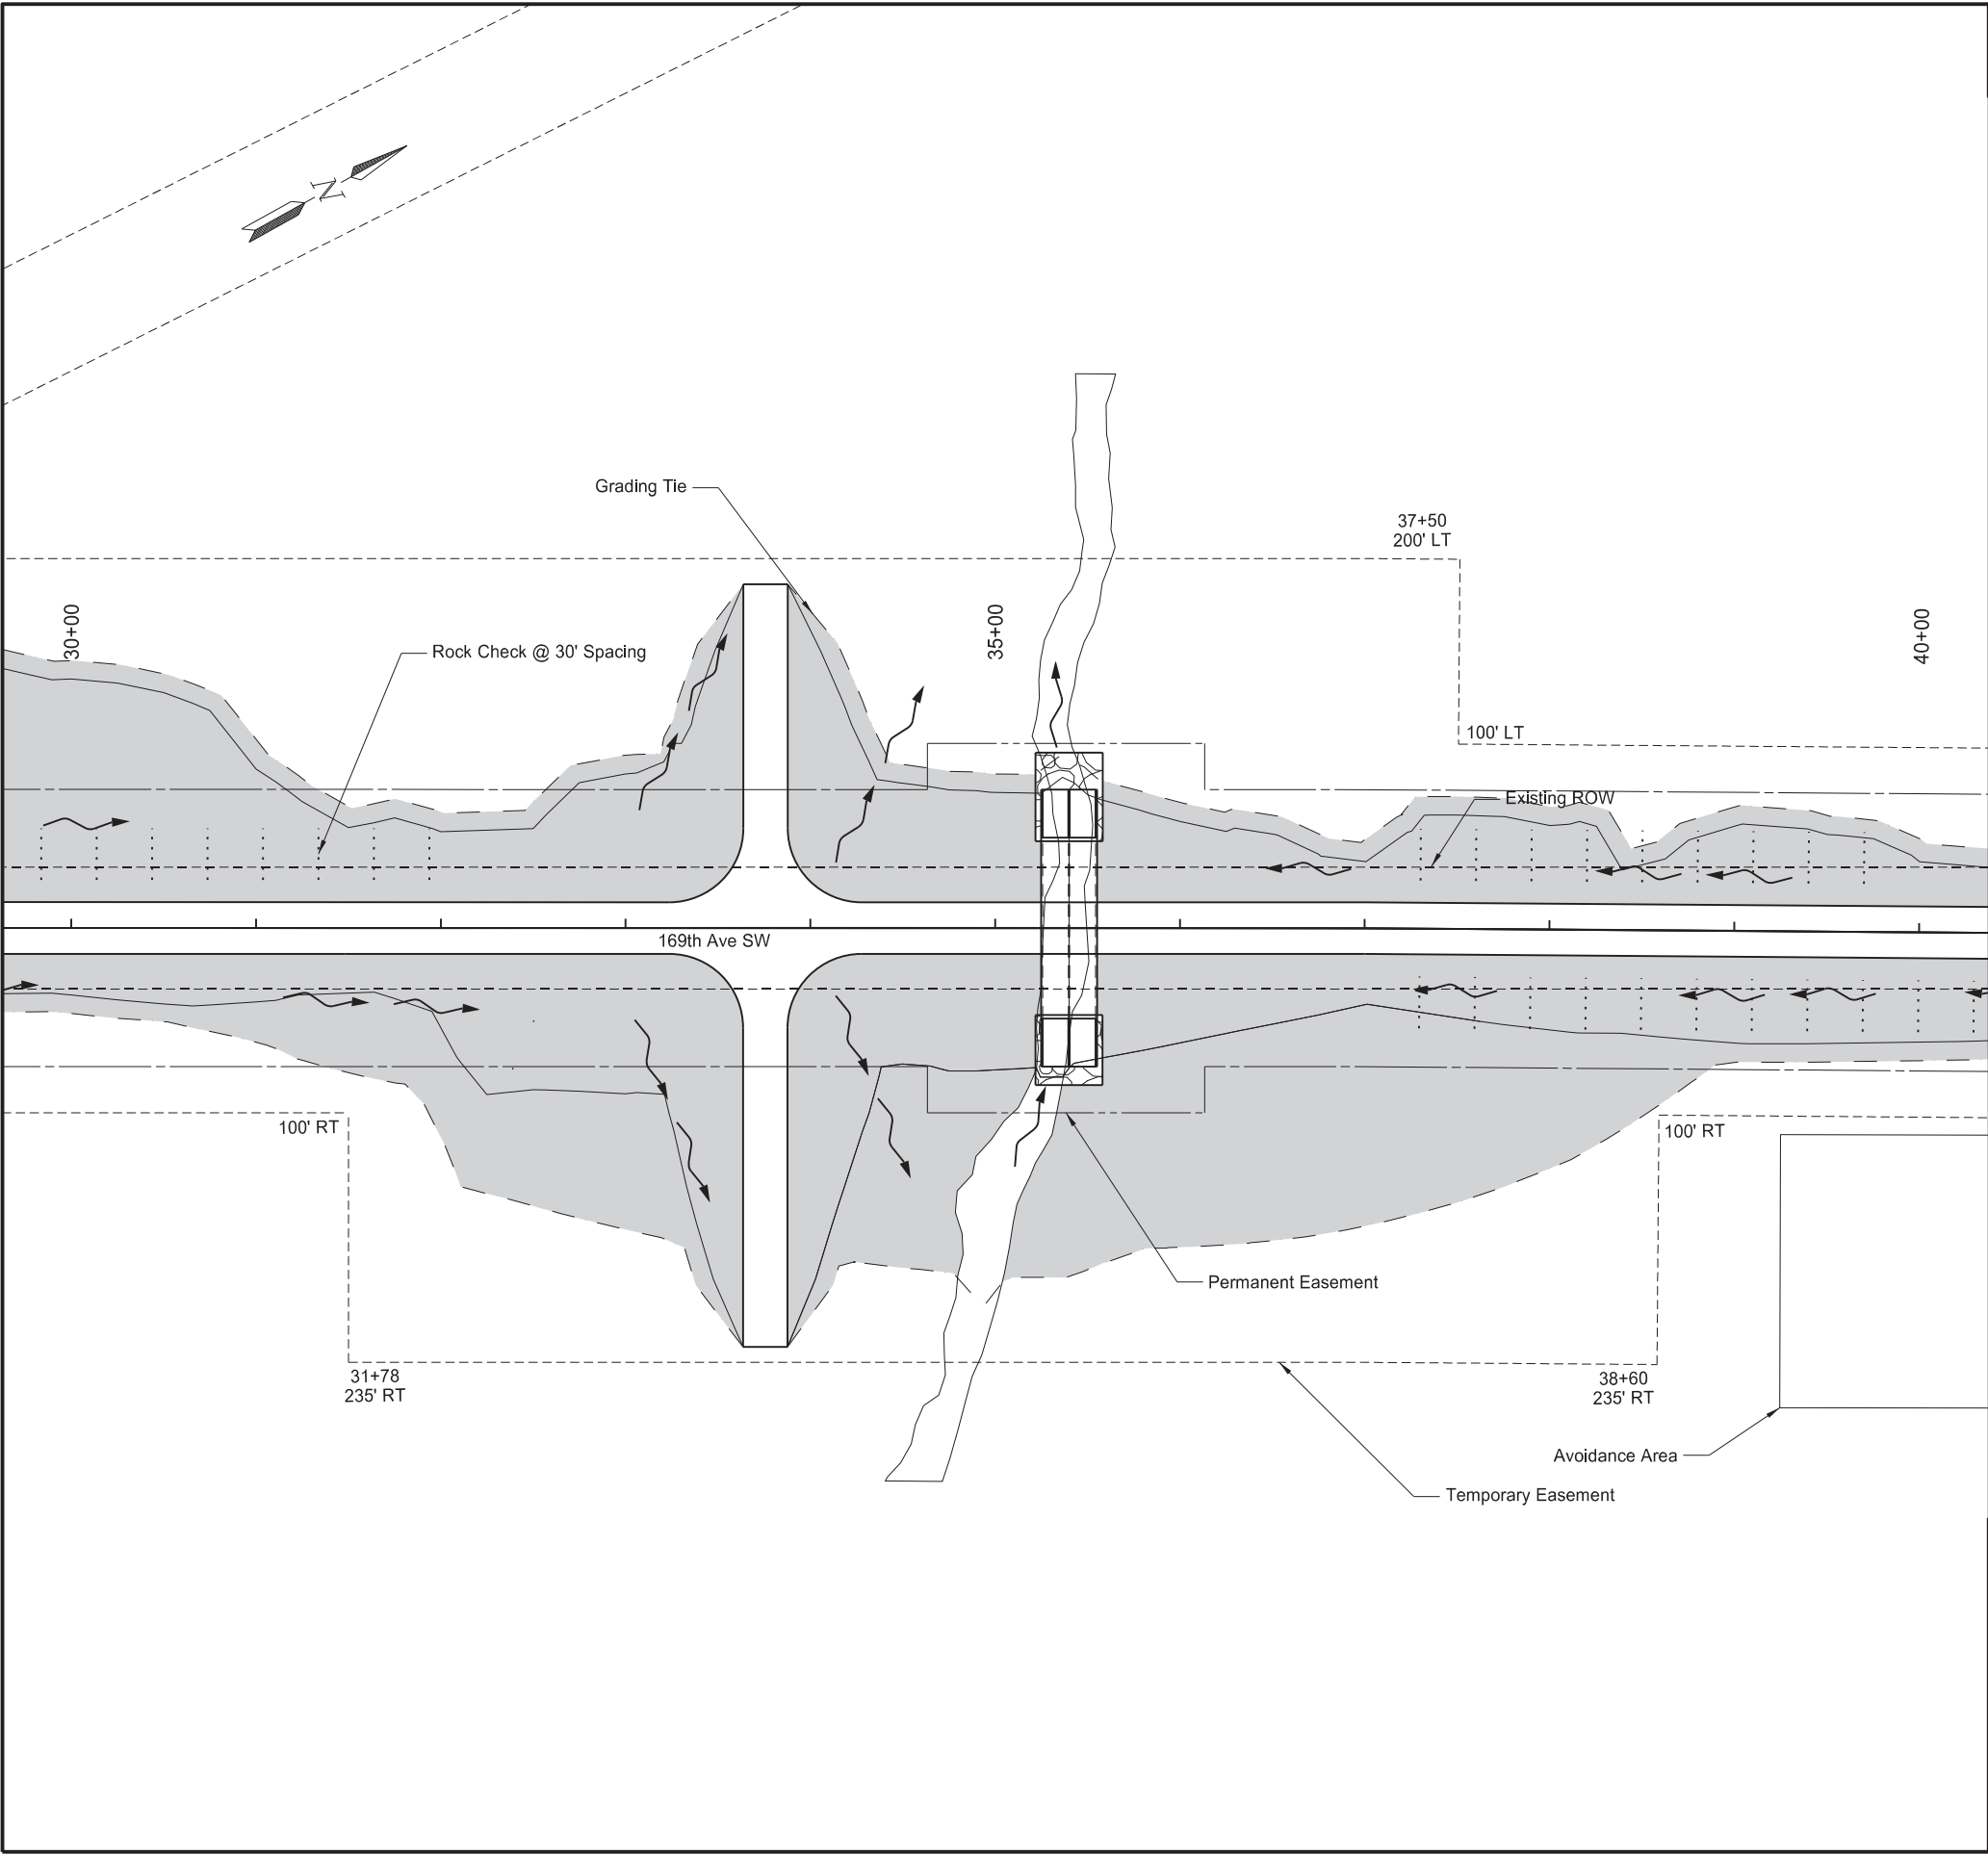 N
Grading Tie
37+50
200' LT
30+00
35+00
40+00
Rock Check @ 30' Spacing
100' LT
Existing ROW
169th Ave SW
100' RT
100' RT
Permanent Easement
31+78
235' RT
38+60
235' RT
Avoidance Area
Temporary Easement